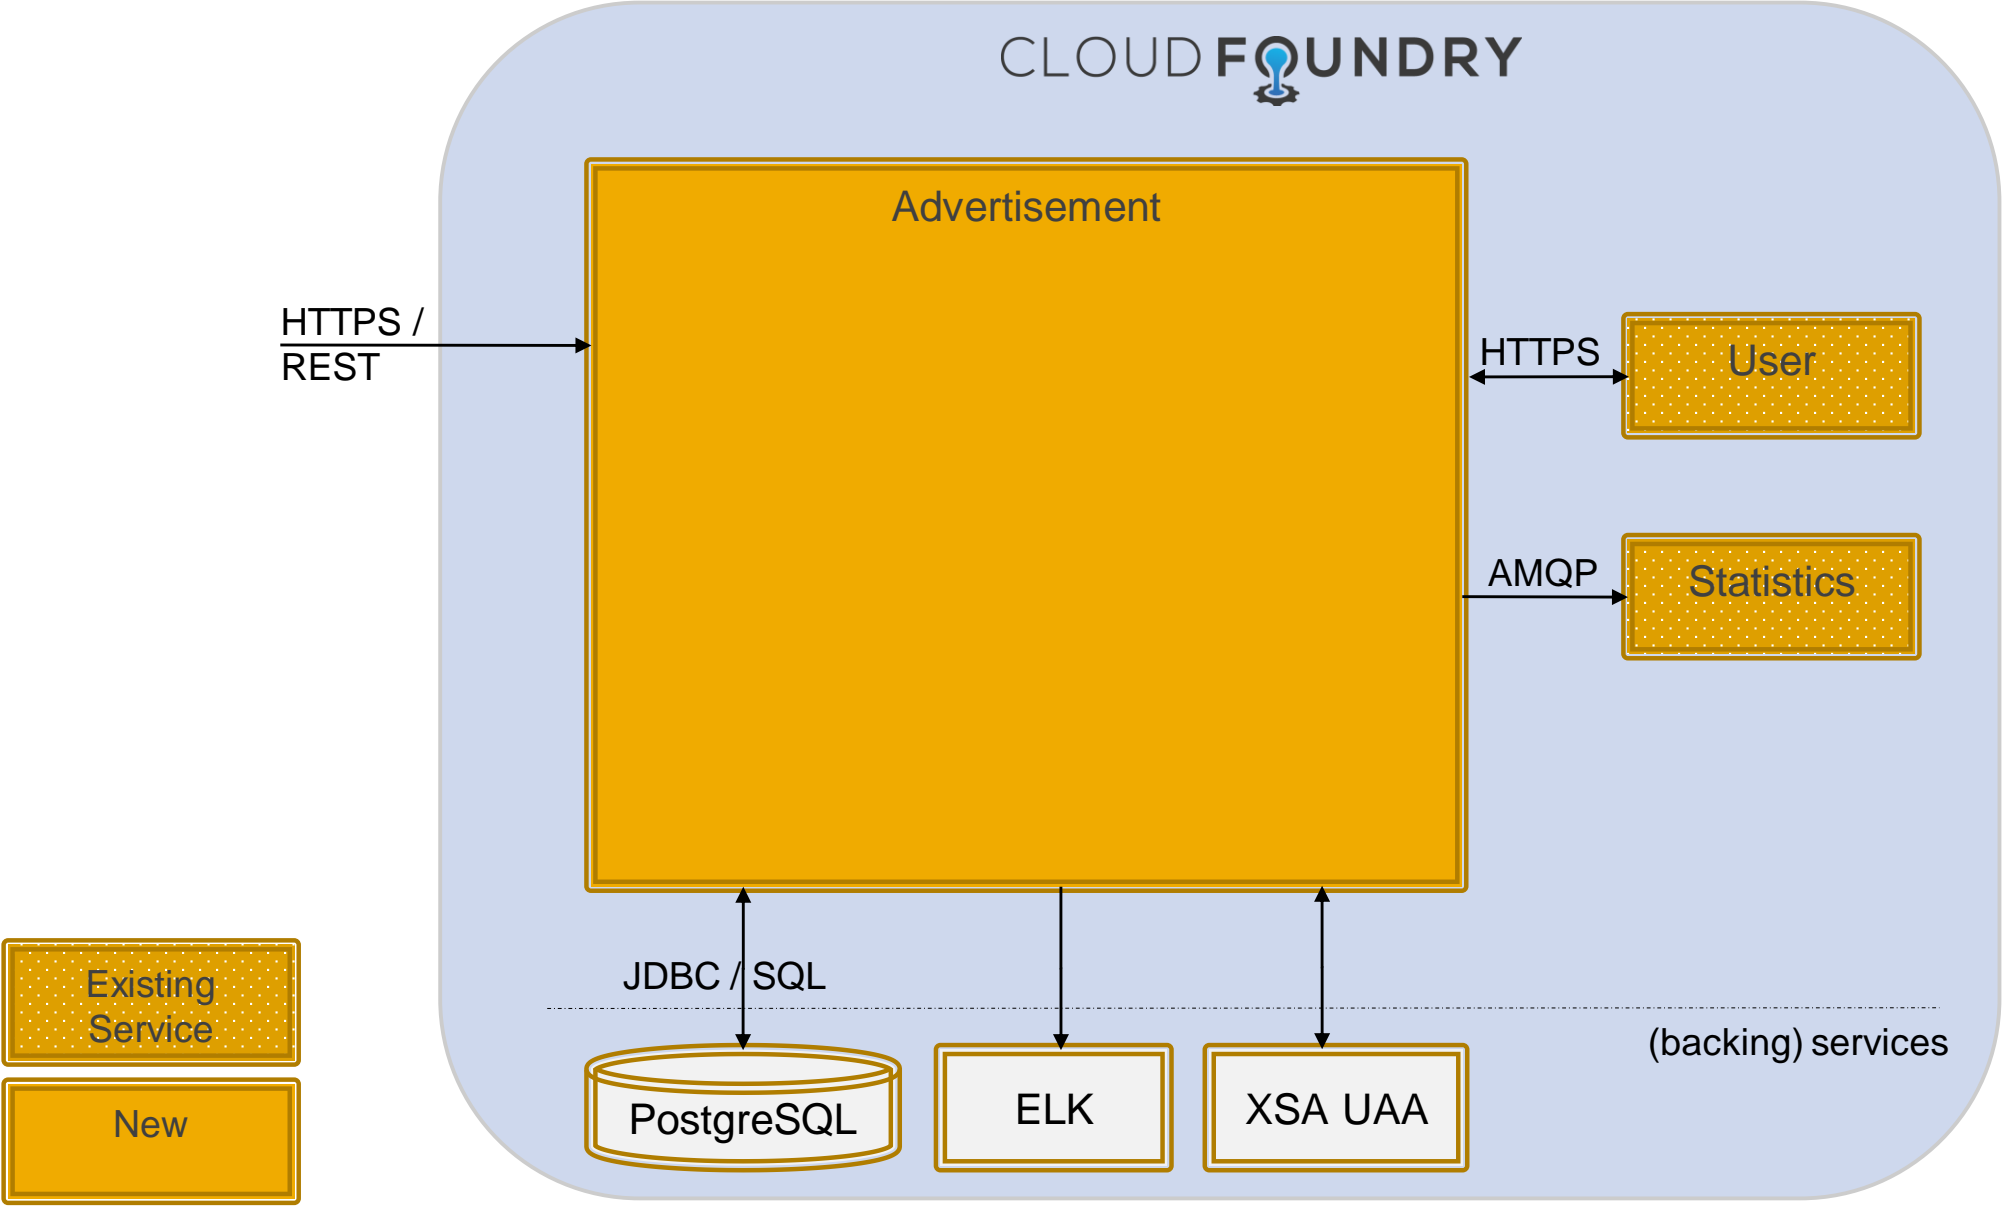 CLOUD FOUNDRY
Advertisement
HTTPS /
REST
HTTPS
User
AMQP
Statistics
JDBC / SQL
(backing) services
PostgreSQL
ELK
XSA UAA
Existing
Service
New